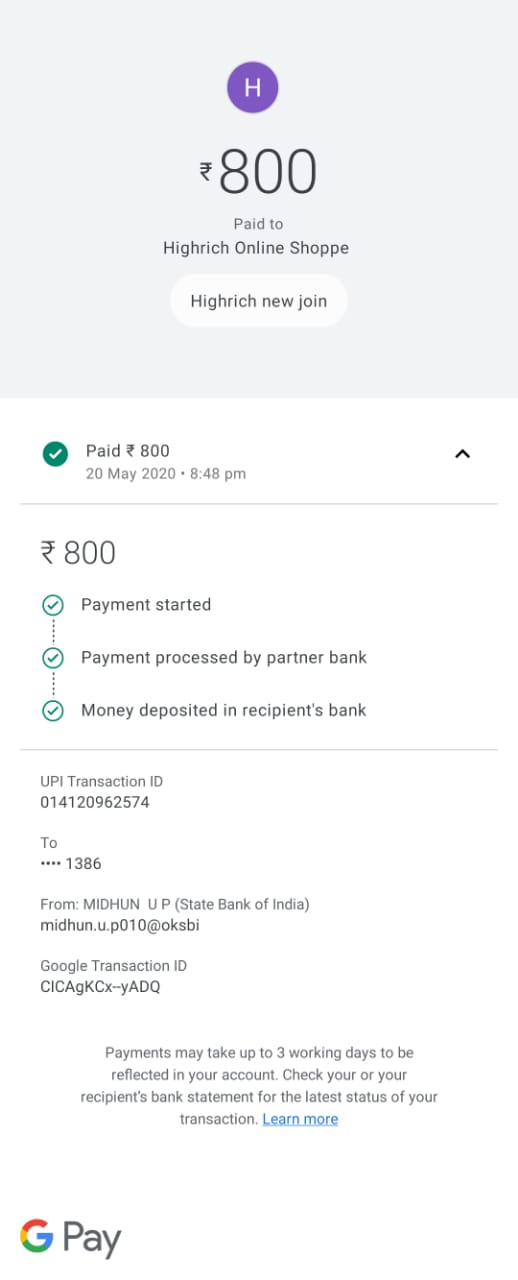 H
₹800
Paid to
Highrich Online Shoppe
Highrich new join
Paid ₹ 800
20 May 2020 • 8:48 pm
₹ 800
Payment started
Payment processed by partner bank
Money deposited in recipient's bank
UPI Transaction ID
014120962574
To
•••• 1386
From: MIDHUN  U P (State Bank of India)
midhun.u.p010@oksbi
Google Transaction ID
CICAgKCx--yADQ
Payments may take up to 3 working days to be
reflected in your account. Check your or your
recipient's bank statement for the latest status of your
transaction. Learn more
G Pay